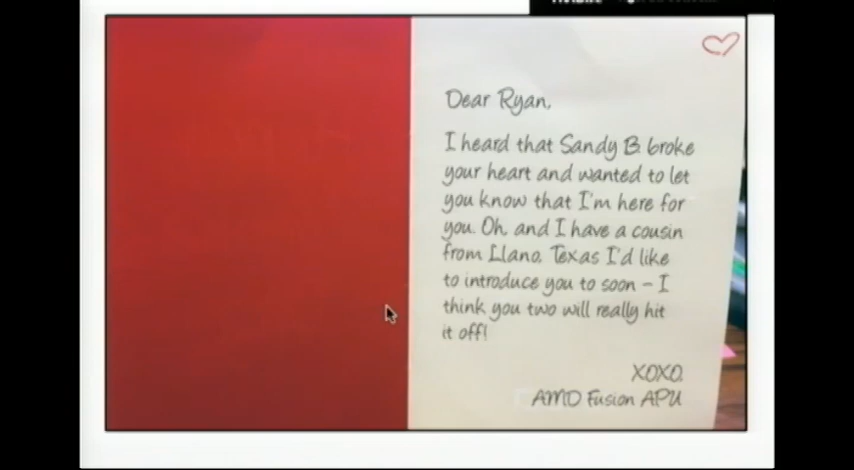 Dear Ryan,
I heard that Sandy B. broke
your heart and wanted to let
you know that I'm here for
you. Oh, and I have a cousin
from Llano, Texas I'd like
to introduce you to soon – I
think you two will really hit
it off!
XOXO,
AMD Fusion APU